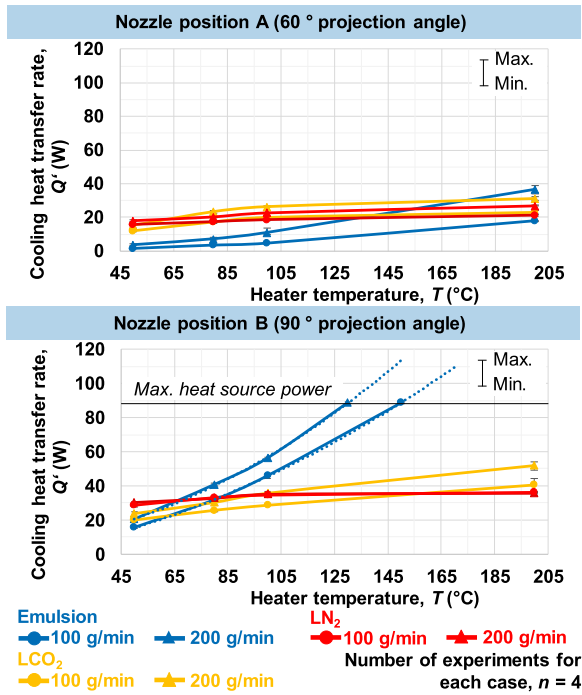 Nozzle position A (60 ° projection angle)
Cooling heat transfer rate,
Q‘ (W)
120
100
80
60
40
20
0
Max.
Min.
45 65 85 105 125 145 165 185 205
Heater temperature, T (°C)
Nozzle position B (90 ° projection angle)
Cooling heat transfer rate,
Q‘ (W)
120
100
80
60
40
20
0
Max. heat source power
Max.
Min.
45 65 85 105 125 145 165 185 205
Heater temperature, T (°C)
Emulsion
100 g/min 200 g/min
LN₂
100 g/min 200 g/min
LCO₂
100 g/min 200 g/min
Number of experiments for
each case, n = 4